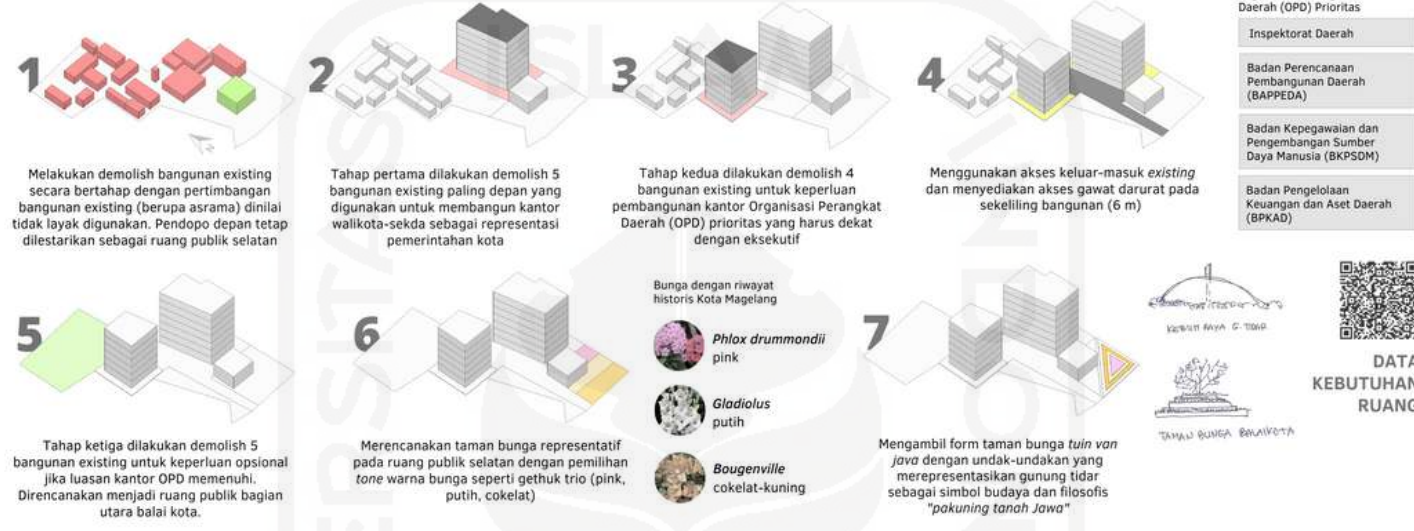 Daerah (OPD) Prioritas
Inspektorat Daerah
Badan Perencanaan
Pembangunan Daerah
(BAPPEDA)
Badan Kepegawaian dan
Pengembangan Sumber
Daya Manusia (BKPSDM)
Badan Pengelolaan
Keuangan dan Aset Daerah
(BPKAD)
1
Melakukan demolish bangunan existing
secara bertahap dengan pertimbangan
bangunan existing (berupa asrama) dinilai
tidak layak digunakan. Pendopo depan tetap
dilestarikan sebagai ruang publik selatan
2
Tahap pertama dilakukan demolish 5
bangunan existing paling depan yang
digunakan untuk membangun kantor
walikota-sekda sebagai representasi
pemerintahan kota
3
Tahap kedua dilakukan demolish 4
bangunan existing untuk keperluan
pembangunan kantor Organisasi Perangkat
Daerah (OPD) prioritas yang harus dekat
dengan eksekutif
4
Menggunakan akses keluar-masuk existing
dan menyediakan akses gawat darurat pada
sekeliling bangunan (6 m)
5
Tahap ketiga dilakukan demolish 5
bangunan existing untuk keperluan opsional
jika luasan kantor OPD memenuhi.
Direncanakan menjadi ruang publik bagian
utara balai kota.
6
Merencanakan taman bunga representatif
pada ruang publik selatan dengan pemilihan
tone warna bunga seperti gethuk trio (pink,
putih, cokelat)
Bunga dengan riwayat
historis Kota Magelang
Phlox drummondii
pink
Gladiolus
putih
Bougenville
cokelat-kuning
7
Mengambil form taman bunga tuin van
java dengan undak-undakan yang
merepresentasikan gunung tidar
sebagai simbol budaya dan filosofis
"pakuning tanah Jawa"
KEBUN RAYA G. TIDAR
TAMAN BUNGA BALAIKOTA
DATA
KEBUTUHAN
RUANG